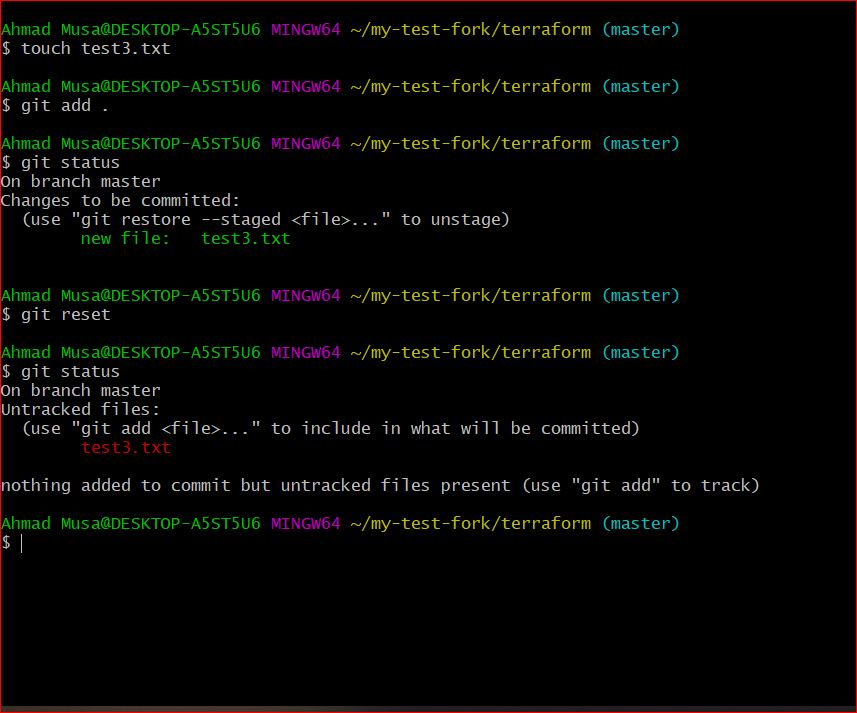 Ahmad Musa@DESKTOP-A5ST5U6 MINGW64 ~/my-test-fork/terraform (master)
$ touch test3.txt
Ahmad Musa@DESKTOP-A5ST5U6 MINGW64 ~/my-test-fork/terraform (master)
$ git add .
Ahmad Musa@DESKTOP-A5ST5U6 MINGW64 ~/my-test-fork/terraform (master)
$ git status
On branch master
Changes to be committed:
  (use "git restore --staged <file>..." to unstage)
        new file:   test3.txt
Ahmad Musa@DESKTOP-A5ST5U6 MINGW64 ~/my-test-fork/terraform (master)
$ git reset
Ahmad Musa@DESKTOP-A5ST5U6 MINGW64 ~/my-test-fork/terraform (master)
$ git status
On branch master
Untracked files:
  (use "git add <file>..." to include in what will be committed)
        test3.txt
nothing added to commit but untracked files present (use "git add" to track)
Ahmad Musa@DESKTOP-A5ST5U6 MINGW64 ~/my-test-fork/terraform (master)
$